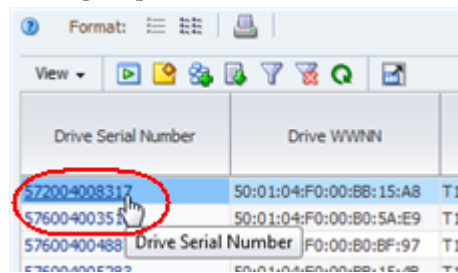 Format:
View
Drive Serial Number Drive WWNN
572004008317 50:01:04:F0:00:BB:15:A8 T1
57600400351 50:01:04:F0:00:B0:5A:E9 T1
57600400488 Drive Serial Number F0:00:B0:BF:97 T1